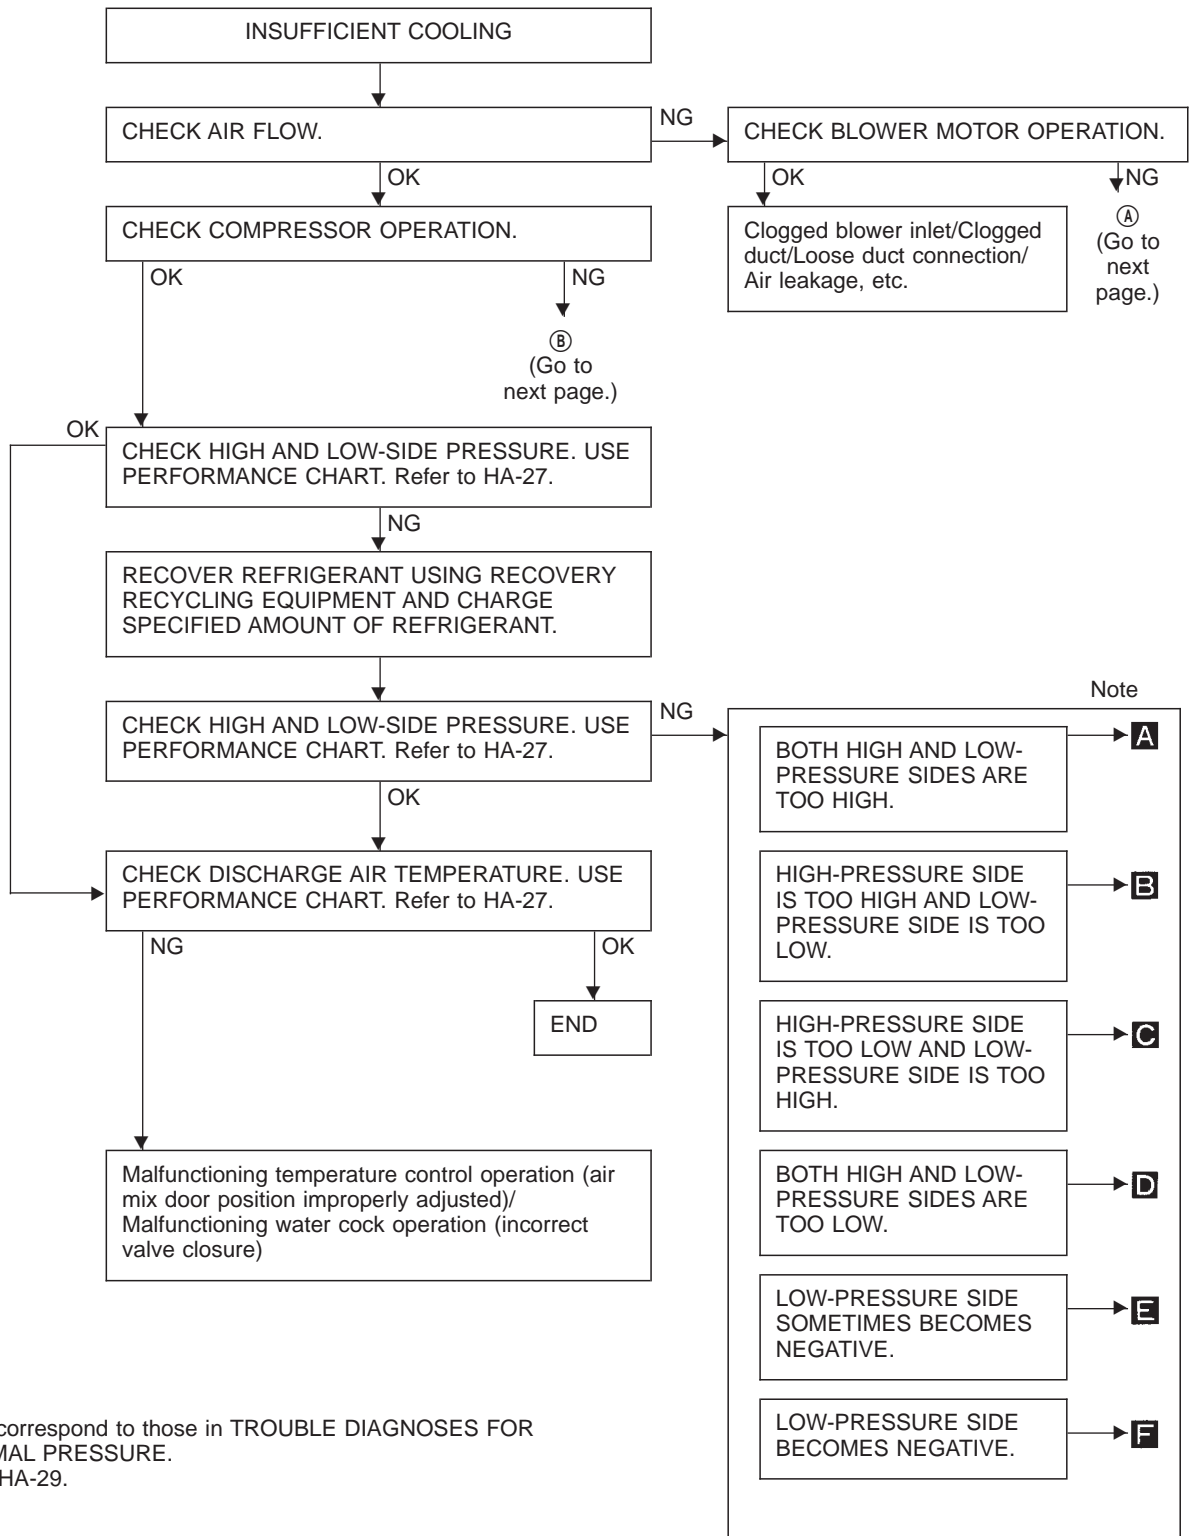 INSUFFICIENT COOLING
CHECK AIR FLOW.
NG
CHECK BLOWER MOTOR OPERATION.
OK
OK
NG
CHECK COMPRESSOR OPERATION.
Clogged blower inlet/Clogged
duct/Loose duct connection/
Air leakage, etc.
Ⓐ
(Go to
next
page.)
OK
NG
Ⓑ
(Go to
next page.)
OK
CHECK HIGH AND LOW-SIDE PRESSURE. USE
PERFORMANCE CHART. Refer to HA-27.
NG
RECOVER REFRIGERANT USING RECOVERY
RECYCLING EQUIPMENT AND CHARGE
SPECIFIED AMOUNT OF REFRIGERANT.
CHECK HIGH AND LOW-SIDE PRESSURE. USE
PERFORMANCE CHART. Refer to HA-27.
NG
OK
CHECK DISCHARGE AIR TEMPERATURE. USE
PERFORMANCE CHART. Refer to HA-27.
NG
OK
END
Malfunctioning temperature control operation (air
mix door position improperly adjusted)/
Malfunctioning water cock operation (incorrect
valve closure)
Note
BOTH HIGH AND LOW-
PRESSURE SIDES ARE
TOO HIGH.
A
HIGH-PRESSURE SIDE
IS TOO HIGH AND LOW-
PRESSURE SIDE IS TOO
LOW.
B
HIGH-PRESSURE SIDE
IS TOO LOW AND LOW-
PRESSURE SIDE IS TOO
HIGH.
C
BOTH HIGH AND LOW-
PRESSURE SIDES ARE
TOO LOW.
D
LOW-PRESSURE SIDE
SOMETIMES BECOMES
NEGATIVE.
E
LOW-PRESSURE SIDE
BECOMES NEGATIVE.
F
correspond to those in TROUBLE DIAGNOSES FOR
MAL PRESSURE.
HA-29.